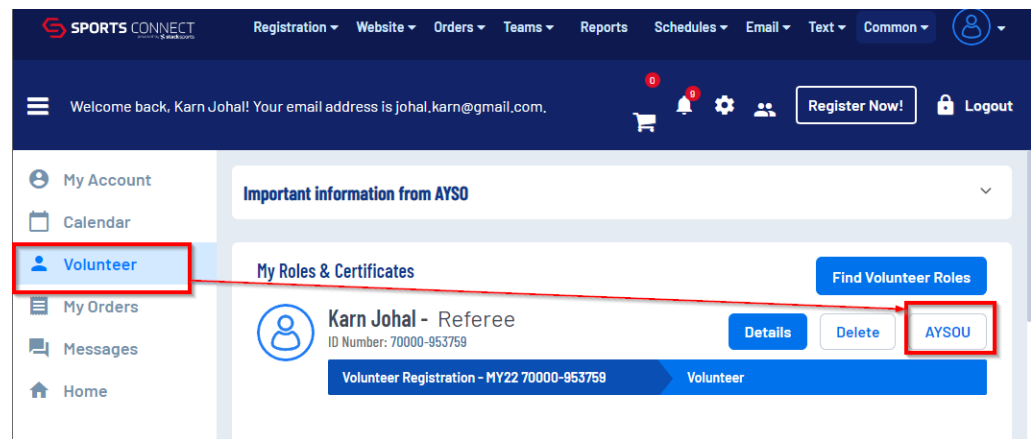 SPORTS CONNECT
Registration Website Orders Teams Reports Schedules Email Text Common
0
9
Welcome back, Karn Johal! Your email address is johal.karn@gmail.com.
Register Now!
Logout
My Account
Calendar
Volunteer
My Orders
Messages
Home
Important information from AYSO
My Roles & Certificates
Find Volunteer Roles
Karn Johal - Referee
ID Number: 70000-953759
Details
Delete
AYSOU
Volunteer Registration - MY22 70000-953759
Volunteer